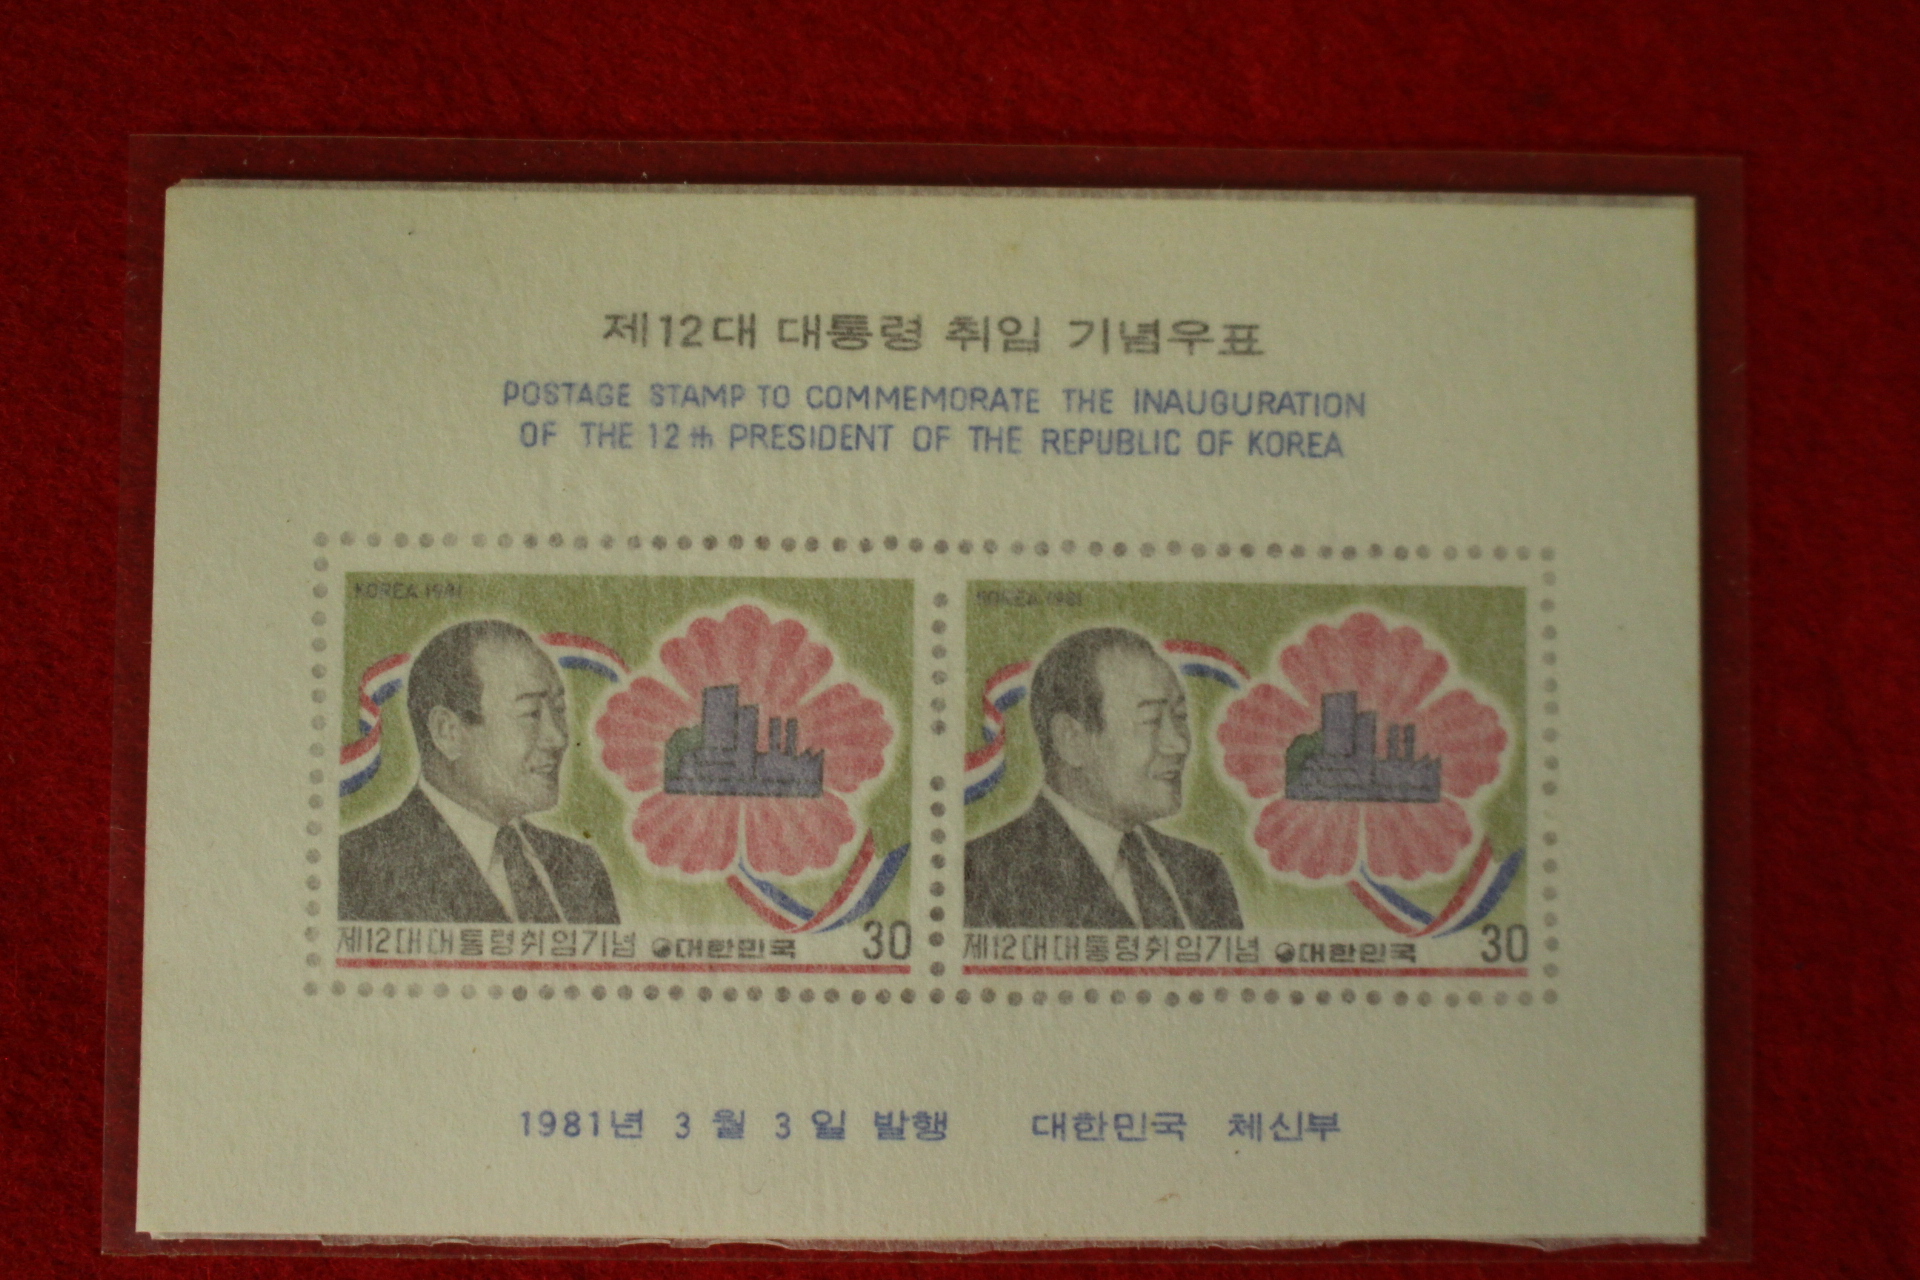 제12대 대통령 취임 기념우표
POSTAGE STAMP TO COMMEMORATE THE INAUGURATION
OF THE 12th PRESIDENT OF THE REPUBLIC OF KOREA
KOREA 1981
제12대대통령취임기념 대한민국 30
KOREA 1981
제12대대통령취임기념 대한민국 30
1981년 3월 3일 발행 대한민국 체신부